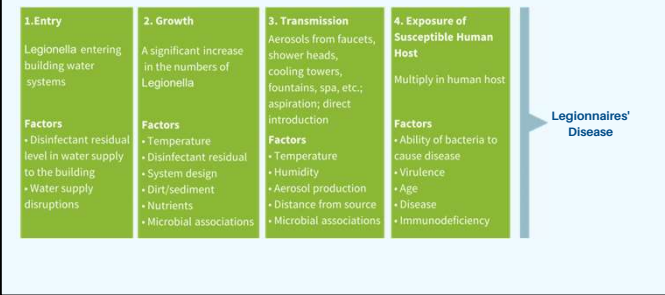 1.Entry
Legionella entering
building water
systems
Factors
• Disinfectant residual
level in water supply
to the building
• Water supply
disruptions
2. Growth
A significant increase
in the numbers of
Legionella
Factors
• Temperature
• Disinfectant residual
• System design
• Dirt/sediment
• Nutrients
• Microbial associations
3. Transmission
Aerosols from faucets,
shower heads,
cooling towers,
fountains, spa, etc.;
aspiration; direct
introduction
Factors
• Temperature
• Humidity
• Aerosol production
• Distance from source
• Microbial associations
4. Exposure of
Susceptible Human
Host
Multiply in human host
Factors
• Ability of bacteria to
cause disease
• Virulence
• Age
• Disease
• Immunodeficiency
Legionnaires'
Disease